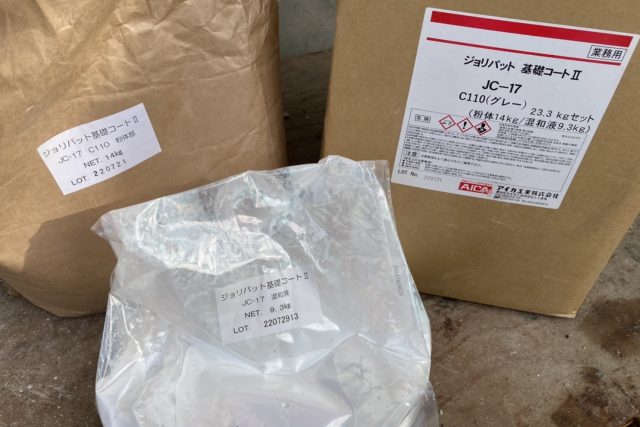 ジョリパット基礎コートⅡ
JC-17 C110 粉体部
NET. 14kg
LOT. 220721
業務用
ジョリパット 基礎コートⅡ
JC-17
C110(グレー)
23.3 kgセット
(粉体14kg/混和液9.3kg)
危険
LOT No. 220721
AICA アイカ工業株式会社
ジョリパット基礎コートⅡ
JC-17 混和液
NET. 9.3kg
LOT. 22072913